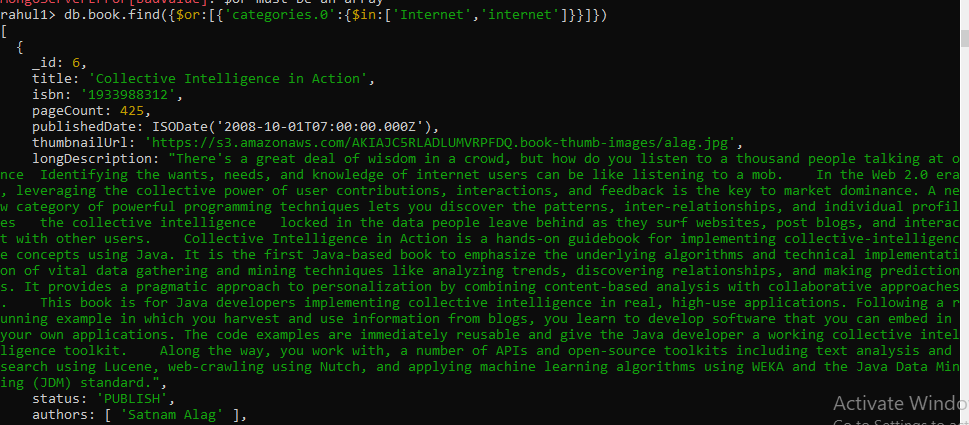 MongoServerError[BadValue]: $or must be an array
rahul1> db.book.find({$or:[{'categories.0':{$in:['Internet','internet']}}]})
[
  {
    _id: 6,
    title: 'Collective Intelligence in Action',
    isbn: '1933988312',
    pageCount: 425,
    publishedDate: ISODate('2008-10-01T07:00:00.000Z'),
    thumbnailUrl: 'https://s3.amazonaws.com/AKIAJC5RLADLUMVRPFDQ.book-thumb-images/alag.jpg',
    longDescription: "There's a great deal of wisdom in a crowd, but how do you listen to a thousand people talking at o
nce  Identifying the wants, needs, and knowledge of internet users can be like listening to a mob.    In the Web 2.0 era
, leveraging the collective power of user contributions, interactions, and feedback is the key to market dominance. A ne
w category of powerful programming techniques lets you discover the patterns, inter-relationships, and individual profil
es   the collective intelligence   locked in the data people leave behind as they surf websites, post blogs, and interac
t with other users.    Collective Intelligence in Action is a hands-on guidebook for implementing collective-intelligenc
e concepts using Java. It is the first Java-based book to emphasize the underlying algorithms and technical implementati
on of vital data gathering and mining techniques like analyzing trends, discovering relationships, and making prediction
s. It provides a pragmatic approach to personalization by combining content-based analysis with collaborative approaches
.    This book is for Java developers implementing collective intelligence in real, high-use applications. Following a r
unning example in which you harvest and use information from blogs, you learn to develop software that you can embed in
your own applications. The code examples are immediately reusable and give the Java developer a working collective intel
ligence toolkit.    Along the way, you work with, a number of APIs and open-source toolkits including text analysis and
search using Lucene, web-crawling using Nutch, and applying machine learning algorithms using WEKA and the Java Data Min
ing (JDM) standard.",
    status: 'PUBLISH',
    authors: [ 'Satnam Alag' ],
Activate Windo
Go to Settings to a